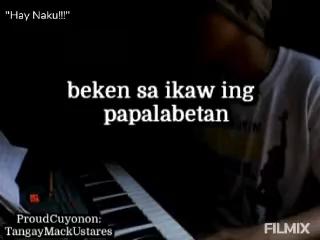 "Hay Naku!!!"
beken sa ikaw ing
papalabetan
ProudCuyonon:
TangayMackUstares
FILMIX